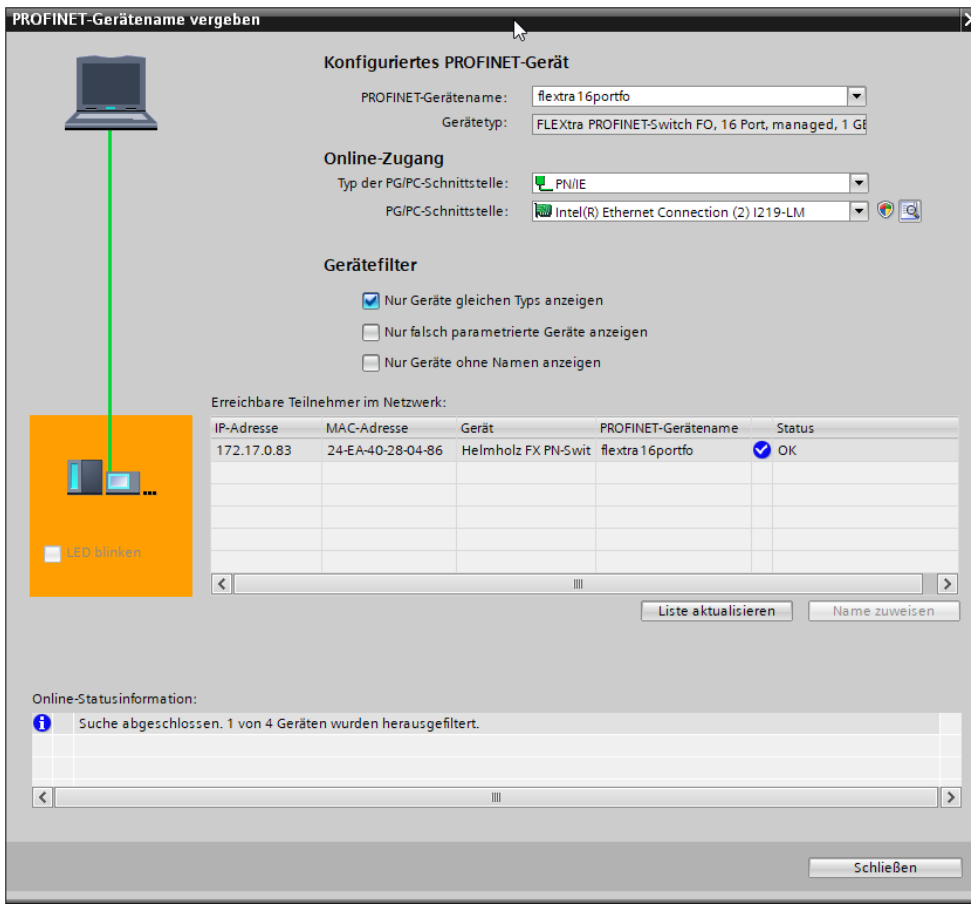 PROFINET-Gerätename vergeben
Konfiguriertes PROFINET-Gerät
PROFINET-Gerätename: flextra16portfo
Gerätetyp: FLEXtra PROFINET-Switch FO, 16 Port, managed, 1 GE
Online-Zugang
Typ der PG/PC-Schnittstelle: PN/IE
PG/PC-Schnittstelle: Intel(R) Ethernet Connection (2) I219-LM
Gerätefilter
Nur Geräte gleichen Typs anzeigen
Nur falsch parametrierte Geräte anzeigen
Nur Geräte ohne Namen anzeigen
Erreichbare Teilnehmer im Netzwerk:
IP-Adresse MAC-Adresse Gerät PROFINET-Gerätename Status
172.17.0.83 24-EA-40-28-04-86 Helmholz FX PN-Swit flextra16portfo OK
LED blinken
Liste aktualisieren Name zuweisen
Online-Statusinformation:
Suche abgeschlossen. 1 von 4 Geräten wurden herausgefiltert.
Schließen